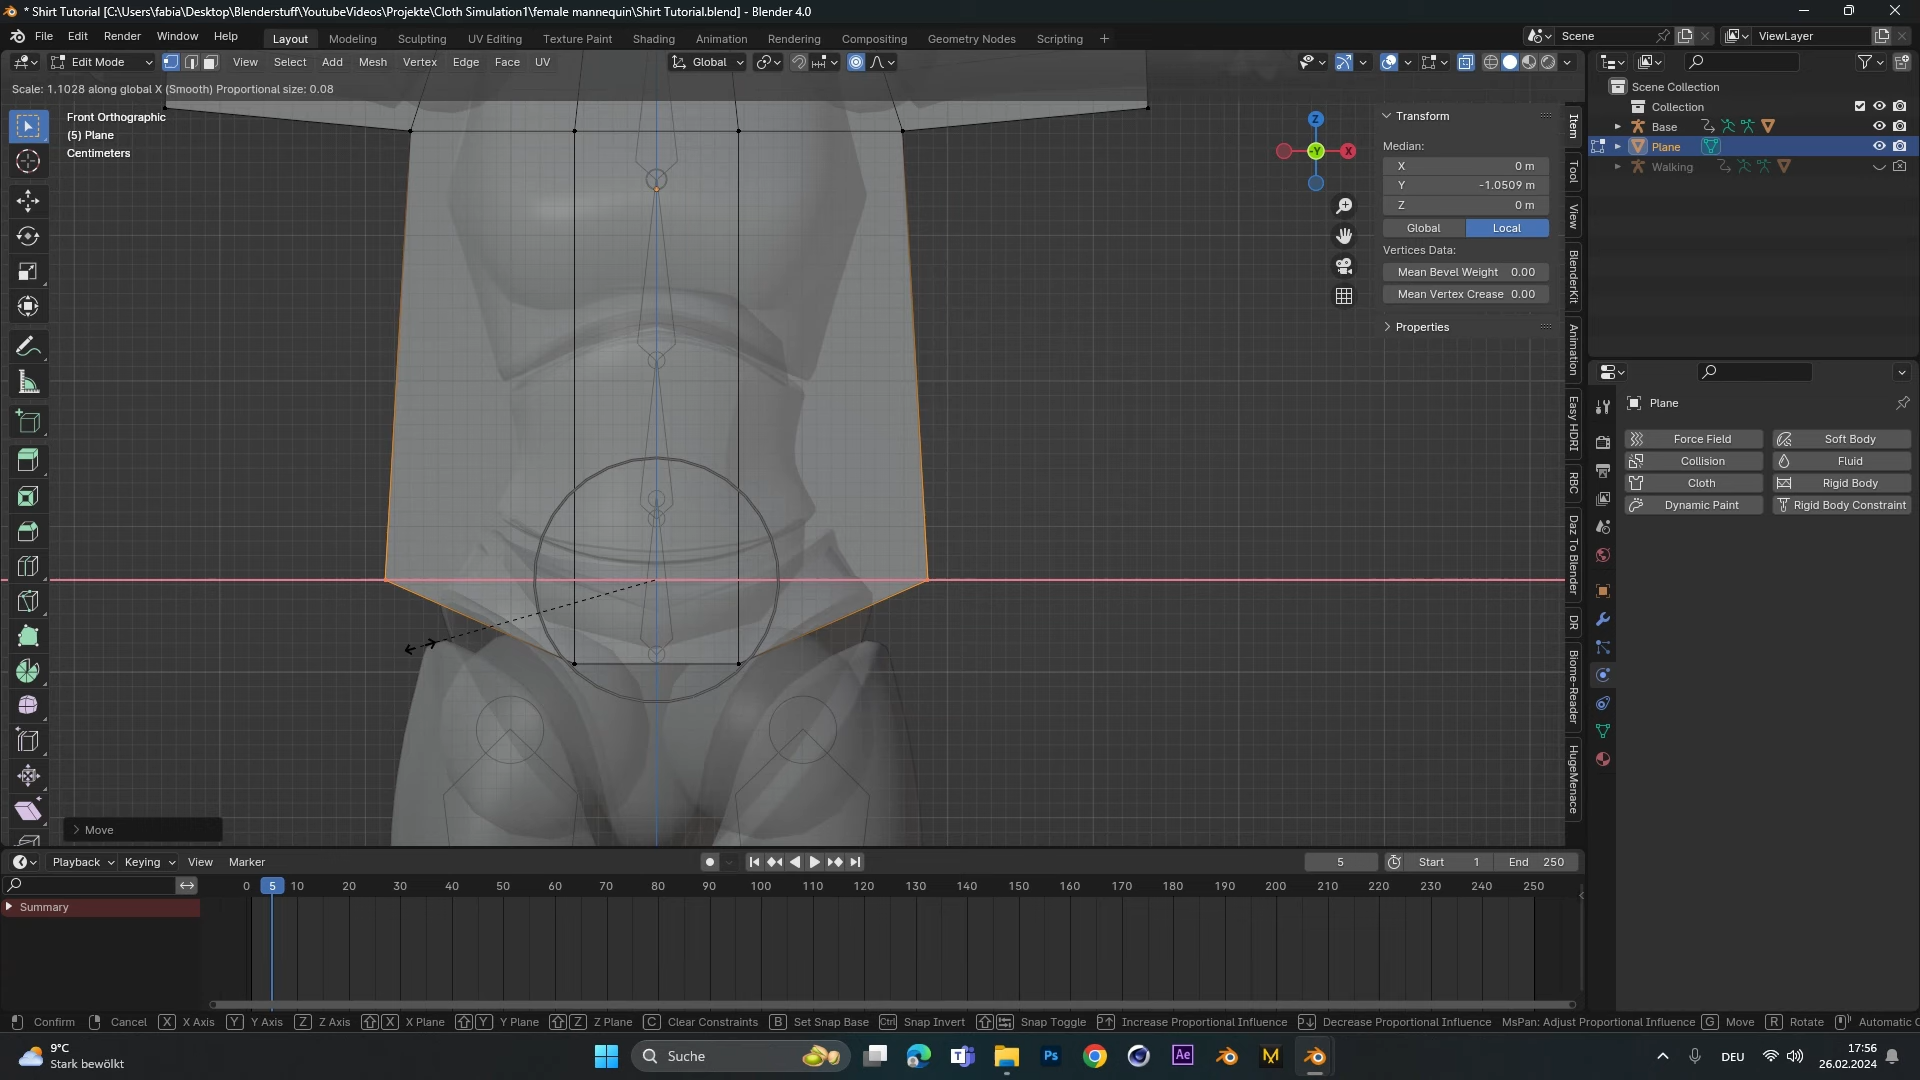 * Shirt Tutorial [C:\Users\fabia\Desktop\Blenderstuff\YoutubeVideos\Projekte\Cloth Simulation1\female mannequin\Shirt Tutorial.blend] - Blender 4.0
File Edit Render Window Help Layout Modeling Sculpting UV Editing Texture Paint Shading Animation Rendering Compositing Geometry Nodes Scripting + Scene ViewLayer
Edit Mode View Select Add Mesh Vertex Edge Face UV Global
Scale: 1.1028 along global X (Smooth) Proportional size: 0.08
Front Orthographic
(5) Plane
Centimeters
Z
-Y
X
Transform
Median:
X 0 m
Y -1.0509 m
Z 0 m
Global Local
Vertices Data:
Mean Bevel Weight 0.00
Mean Vertex Crease 0.00
Properties
Item
Tool
View
BlenderKit
Animation
Easy HDRI
RBC
Daz To Blender
DR
Biome-Reader
HugeMenace
Scene Collection
Collection
Base
Plane
Walking
Plane
Force Field Soft Body
Collision Fluid
Cloth Rigid Body
Dynamic Paint Rigid Body Constraint
Move
Playback Keying View Marker 5 Start 1 End 250
0 5 10 20 30 40 50 60 70 80 90 100 110 120 130 140 150 160 170 180 190 200 210 220 230 240 250
Summary
Confirm Cancel X X Axis Y Y Axis Z Z Axis X X Plane Y Y Plane Z Z Plane C Clear Constraints B Set Snap Base Ctrl Snap Invert Snap Toggle Increase Proportional Influence Decrease Proportional Influence MsPan: Adjust Proportional Influence G Move R Rotate Automatic C
9°C
Stark bewölkt
Suche
Ps
Ae
M
DEU
17:56
26.02.2024